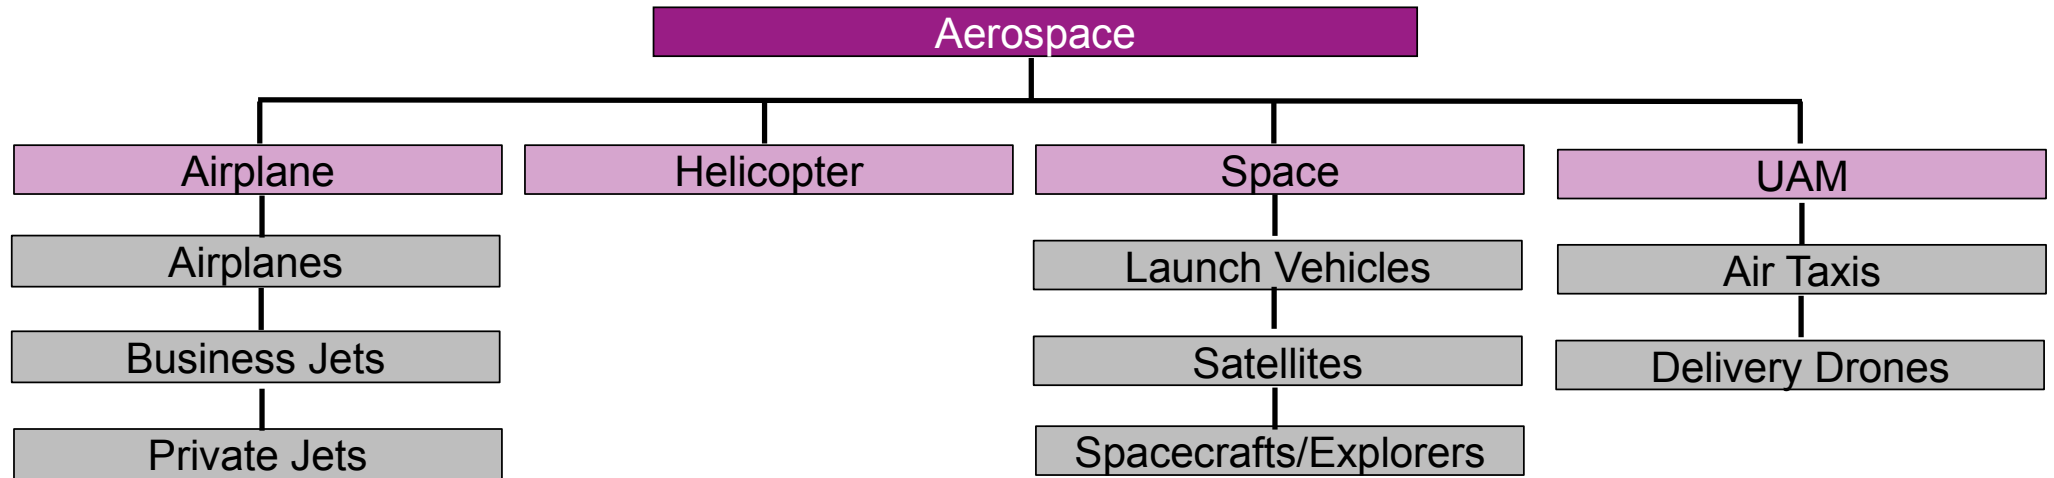 Aerospace
Airplane
Helicopter
Space
UAM
Airplanes
Launch Vehicles
Air Taxis
Business Jets
Satellites
Delivery Drones
Private Jets
Spacecrafts/Explorers